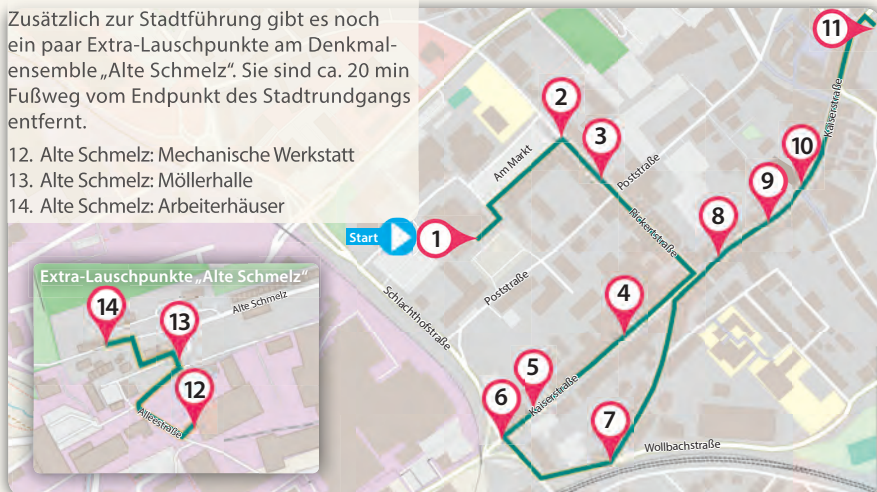 Zusätzlich zur Stadtführung gibt es noch
ein paar Extra-Lauschpunkte am Denkmal-
ensemble „Alte Schmelz“. Sie sind ca. 20 min
Fußweg vom Endpunkt des Stadtrundgangs
entfernt.
12. Alte Schmelz: Mechanische Werkstatt
13. Alte Schmelz: Möllerhalle
14. Alte Schmelz: Arbeiterhäuser
Start
1
2
3
4
5
6
7
8
9
10
11
Am Markt
Poststraße
Rickertstraße
Poststraße
Schlachthofstraße
Kaiserstraße
Kaiserstraße
Wollbachstraße
Extra-Lauschpunkte „Alte Schmelz“
14
13
12
Alte Schmelz
Alleestraße